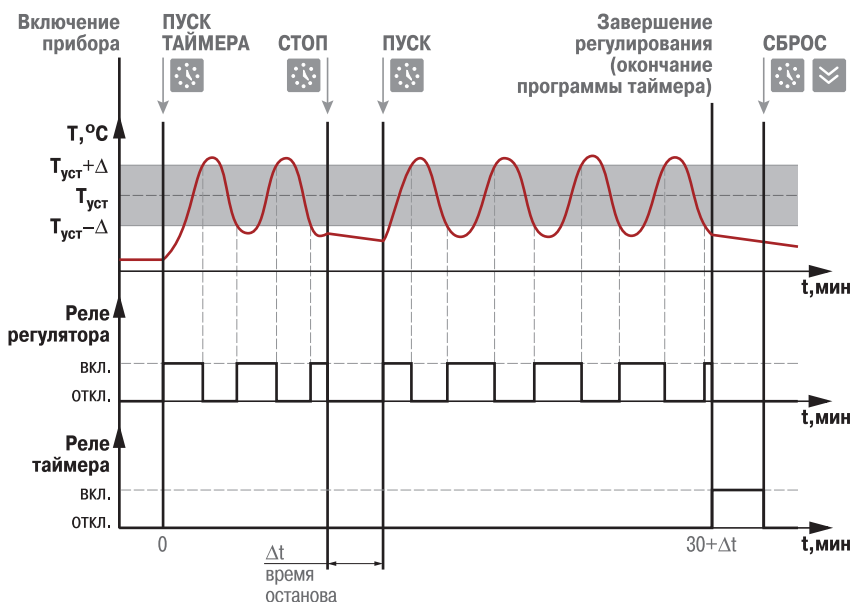 Включение
прибора
ПУСК
ТАЙМЕРА
СТОП
ПУСК
Завершение
регулирования
(окончание
программы таймера)
СБРОС
T,°C
Tуст+Δ
Tуст
Tуст−Δ
t,мин
Реле
регулятора
ВКЛ.
ОТКЛ.
t,мин
Реле
таймера
ВКЛ.
ОТКЛ.
0
30+Δt
t,мин
Δt
время
останова